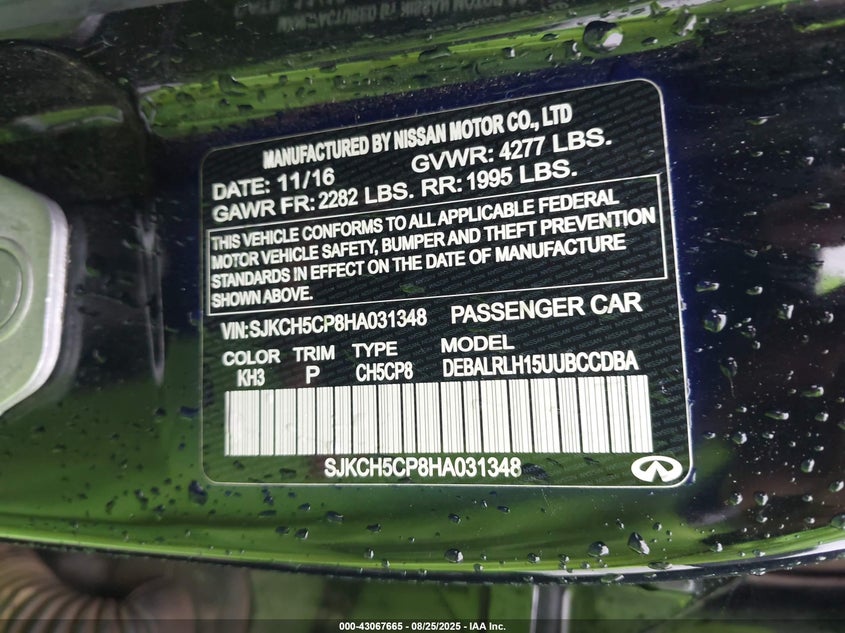 MANUFACTURED BY NISSAN MOTOR CO., LTD
DATE: 11/16 GVWR: 4277 LBS.
GAWR FR: 2282 LBS. RR: 1995 LBS.
THIS VEHICLE CONFORMS TO ALL APPLICABLE FEDERAL
MOTOR VEHICLE SAFETY, BUMPER AND THEFT PREVENTION
STANDARDS IN EFFECT ON THE DATE OF MANUFACTURE
SHOWN ABOVE.
VIN:SJKCH5CP8HA031348 PASSENGER CAR
COLOR TRIM TYPE MODEL
KH3 P CH5CP8 DEBALRLH15UUBCCDBA
SJKCH5CP8HA031348
000-43067665 - 08/25/2025 - IAA Inc.